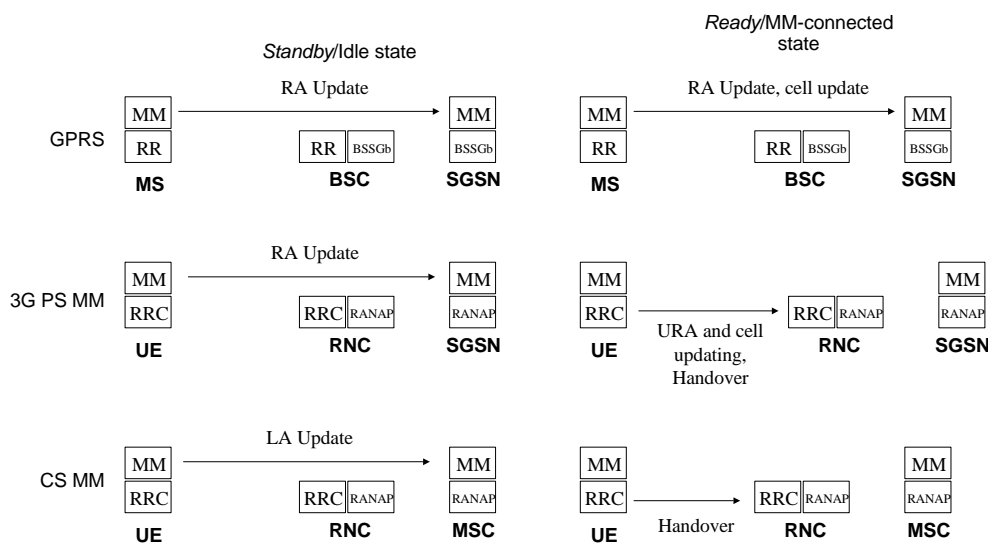 Standby/Idle state
Ready/MM-connected
state
RA Update
RA Update, cell update
GPRS
MM
MM
MM
MM
RR
RR
BSSGb
BSSGb
RR
RR
BSSGb
BSSGb
MS
BSC
SGSN
MS
BSC
SGSN
RA Update
3G PS MM
MM
MM
MM
MM
RRC
RRC
RANAP
RANAP
RRC
RRC
RANAP
RANAP
UE
RNC
SGSN
UE
URA and cell
updating,
Handover
RNC
SGSN
LA Update
CS MM
MM
MM
MM
MM
RRC
RRC
RANAP
RANAP
RRC
RRC
RANAP
RANAP
UE
RNC
MSC
UE
Handover
RNC
MSC